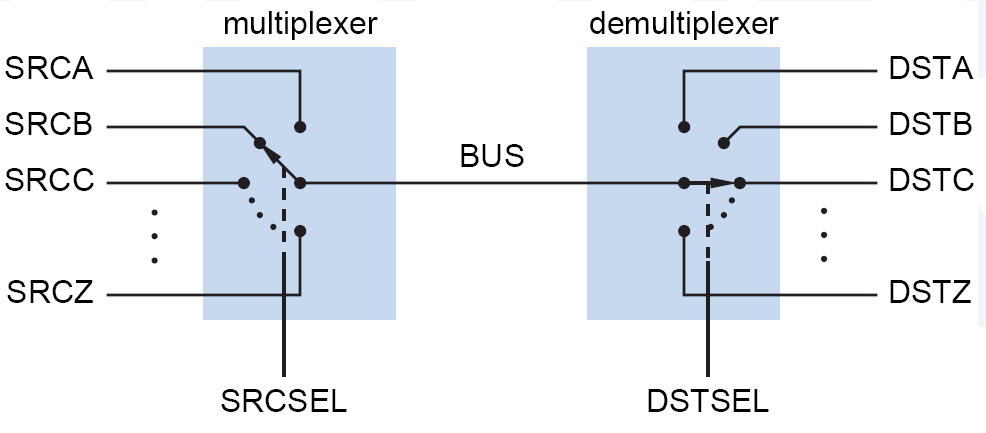 multiplexer
demultiplexer
SRCA
DSTA
SRCB
DSTB
BUS
SRCC
DSTC
SRCZ
DSTZ
SRCSEL
DSTSEL